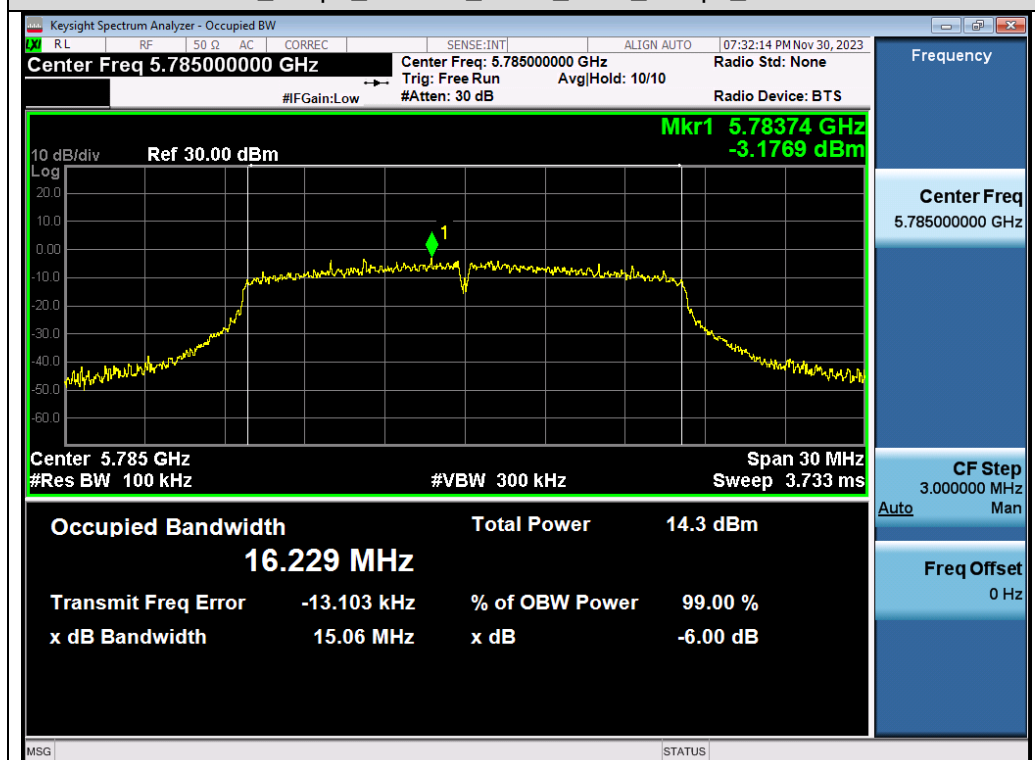 Keysight Spectrum Analyzer - Occupied BW
LXI RL RF 50 Ω AC CORREC SENSE:INT ALIGN AUTO 07:32:14 PM Nov 30, 2023
Center Freq 5.785000000 GHz
Center Freq: 5.785000000 GHz Radio Std: None
Trig: Free Run Avg|Hold: 10/10
#IFGain:Low #Atten: 30 dB Radio Device: BTS
Frequency
Mkr1 5.78374 GHz
-3.1769 dBm
10 dB/div Ref 30.00 dBm
Log
20.0
10.0
0.00
-10.0
-20.0
-30.0
-40.0
-50.0
-60.0
1
Center 5.785 GHz Span 30 MHz
#Res BW 100 kHz #VBW 300 kHz Sweep 3.733 ms
Center Freq
5.785000000 GHz
CF Step
3.000000 MHz
Auto Man
Freq Offset
0 Hz
Occupied Bandwidth Total Power 14.3 dBm
16.229 MHz
Transmit Freq Error -13.103 kHz % of OBW Power 99.00 %
x dB Bandwidth 15.06 MHz x dB -6.00 dB
MSG STATUS